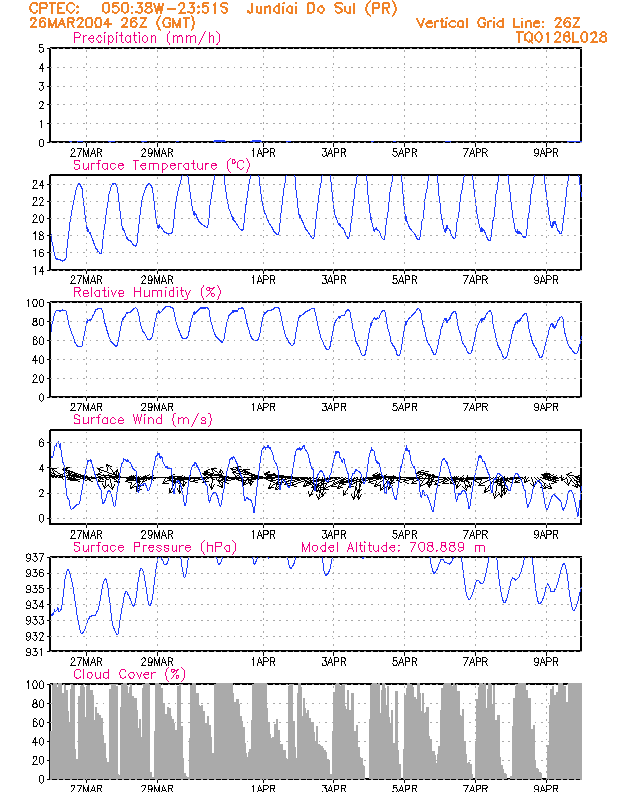 CPTEC: 050:38W-23:51S Jundiai Do Sul (PR)
26MAR2004 26Z (GMT) Vertical Grid Line: 26Z
Precipitation (mm/h) TQ0126L028
5
4
3
2
1
0
27MAR 29MAR 1APR 3APR 5APR 7APR 9APR
Surface Temperature (ºC)
24
22
20
18
16
14
27MAR 29MAR 1APR 3APR 5APR 7APR 9APR
Relative Humidity (%)
100
80
60
40
20
0
27MAR 29MAR 1APR 3APR 5APR 7APR 9APR
Surface Wind (m/s)
6
4
2
0
27MAR 29MAR 1APR 3APR 5APR 7APR 9APR
Surface Pressure (hPa) Model Altitude: 708.889 m
937
936
935
934
933
932
931
27MAR 29MAR 1APR 3APR 5APR 7APR 9APR
Cloud Cover (%)
100
80
60
40
20
0
27MAR 29MAR 1APR 3APR 5APR 7APR 9APR